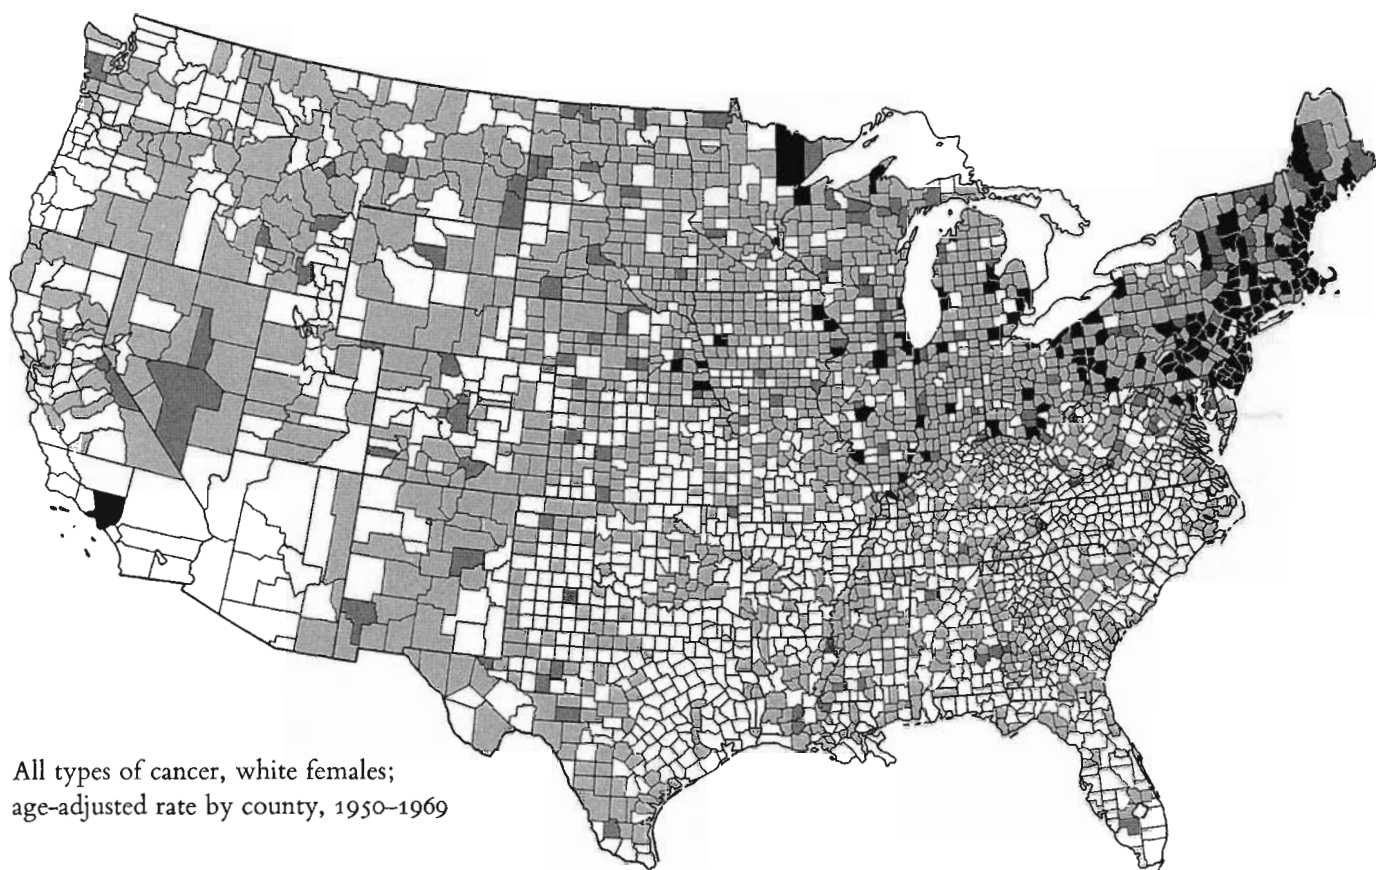 All types of cancer, white females;
age-adjusted rate by county, 1950–1969